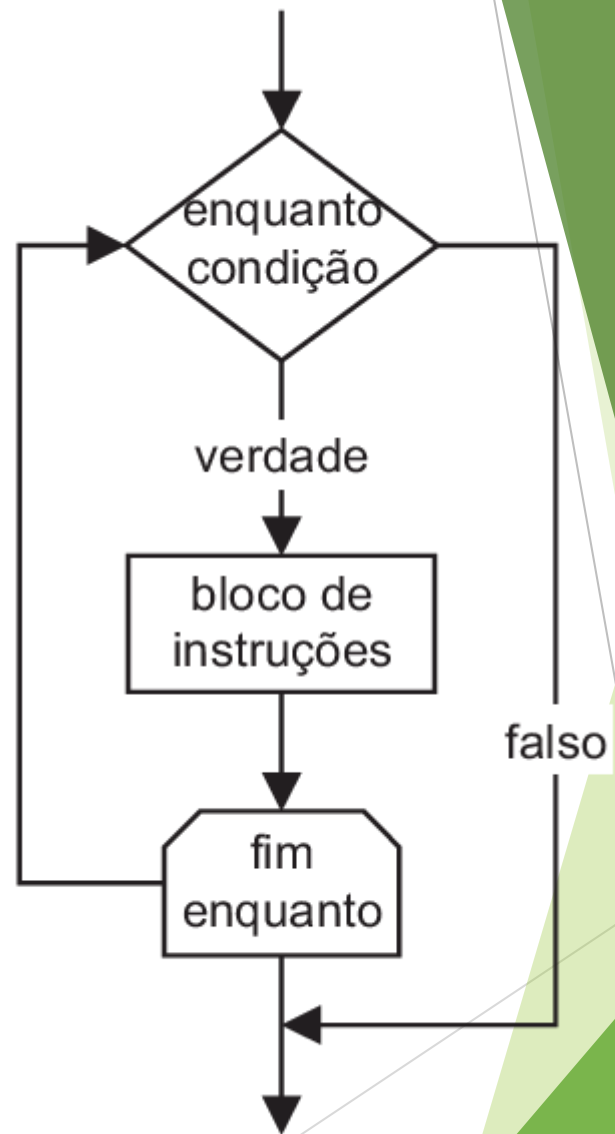 enquanto
condição
verdade
bloco de
instruções
falso
fim
enquanto